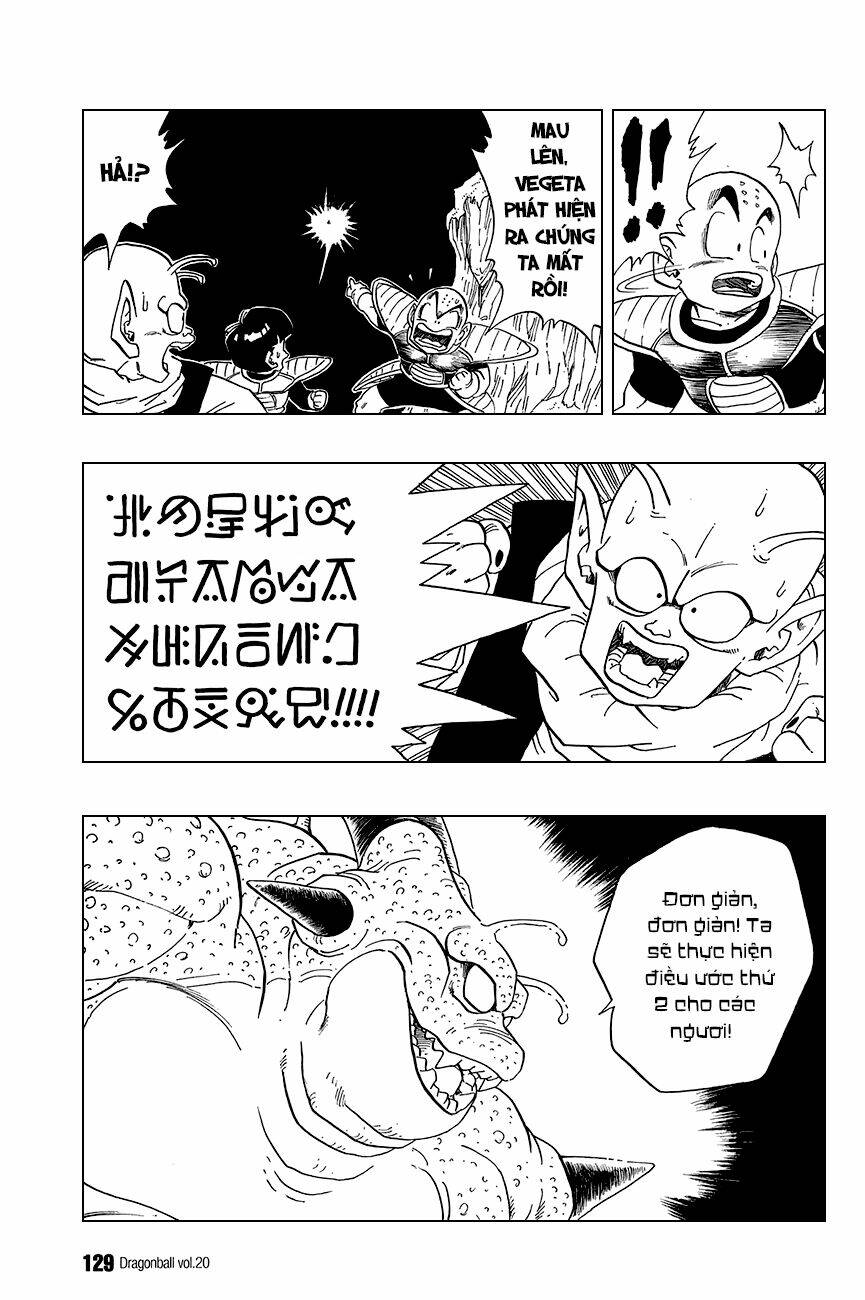 !!
MAU
LÊN,
VEGETA
PHÁT HIỆN
RA CHÚNG
TA MẤT
RỒI!
HẢ!?
!!!!
Đơn giản,
đơn giản! Ta
sẽ thực hiện
điều ước thứ
2 cho các
ngươi!
129 Dragonball vol.20